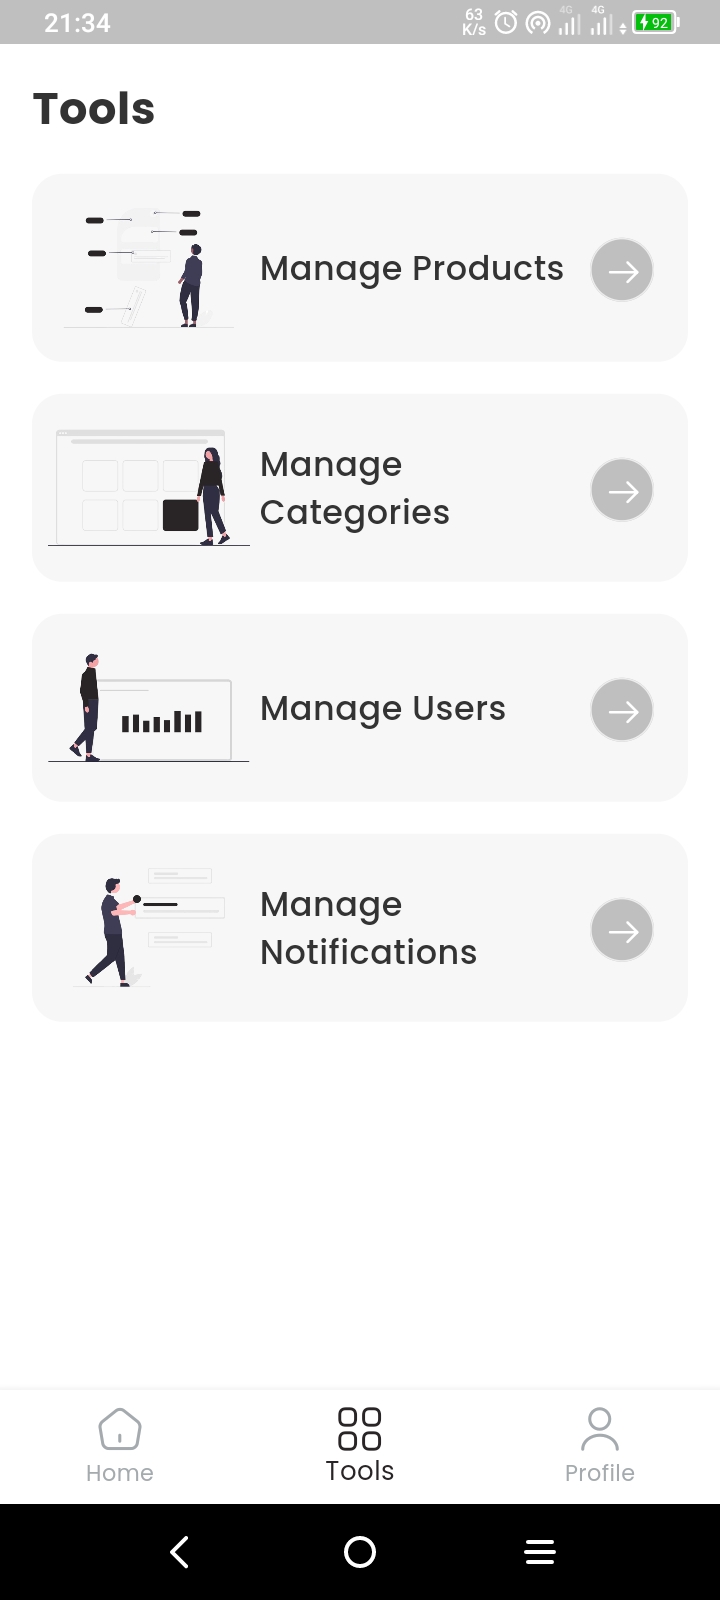 21:34
63
K/s
4G
4G
92
Tools
Manage Products
Manage
Categories
Manage Users
Manage
Notifications
Home
Tools
Profile